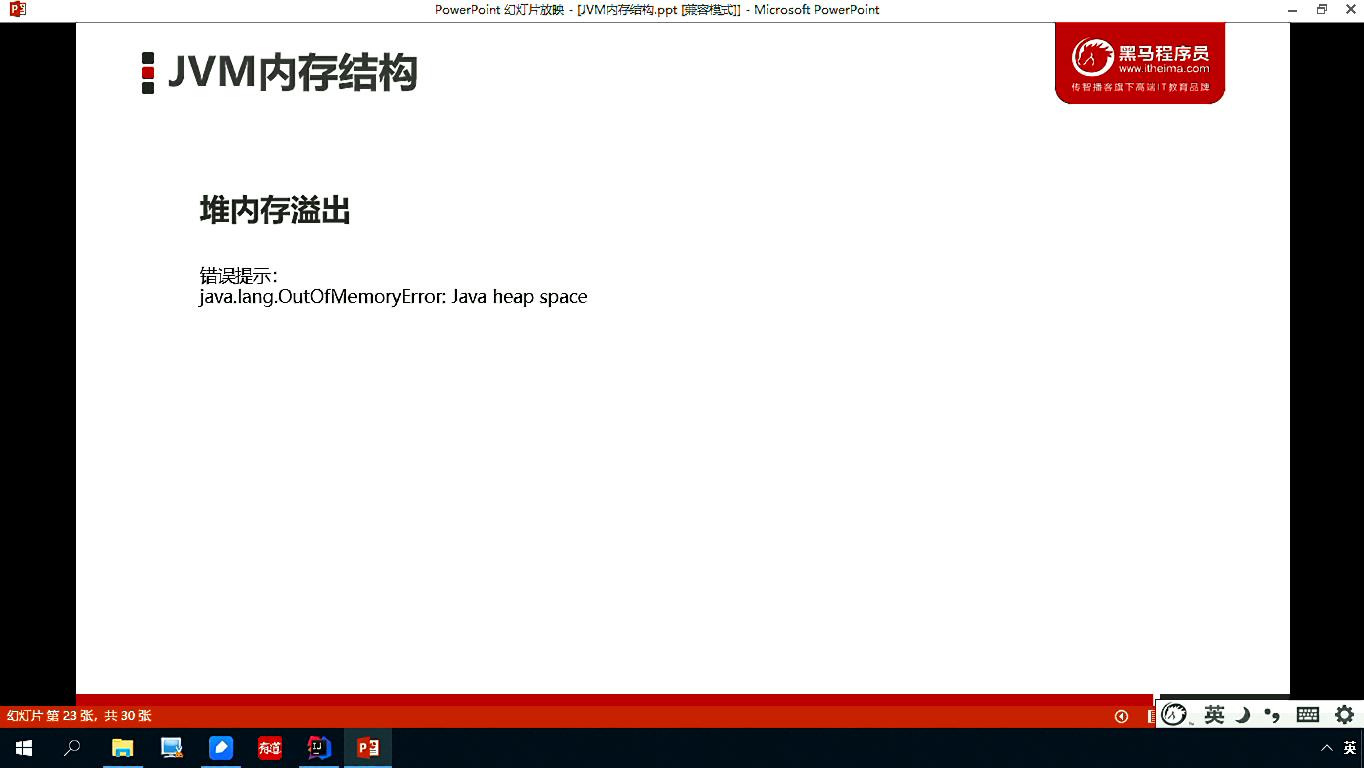 PowerPoint 幻灯片放映 - [JVM内存结构.ppt [兼容模式]] - Microsoft PowerPoint
JVM内存结构
黑马程序员
www.itheima.com
传智播客旗下高端IT教育品牌
堆内存溢出
错误提示：
java.lang.OutOfMemoryError: Java heap space
幻灯片 第 23 张，共 30 张
英
有道
IJ
英